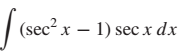 ∫ (sec² x − 1) sec x dx